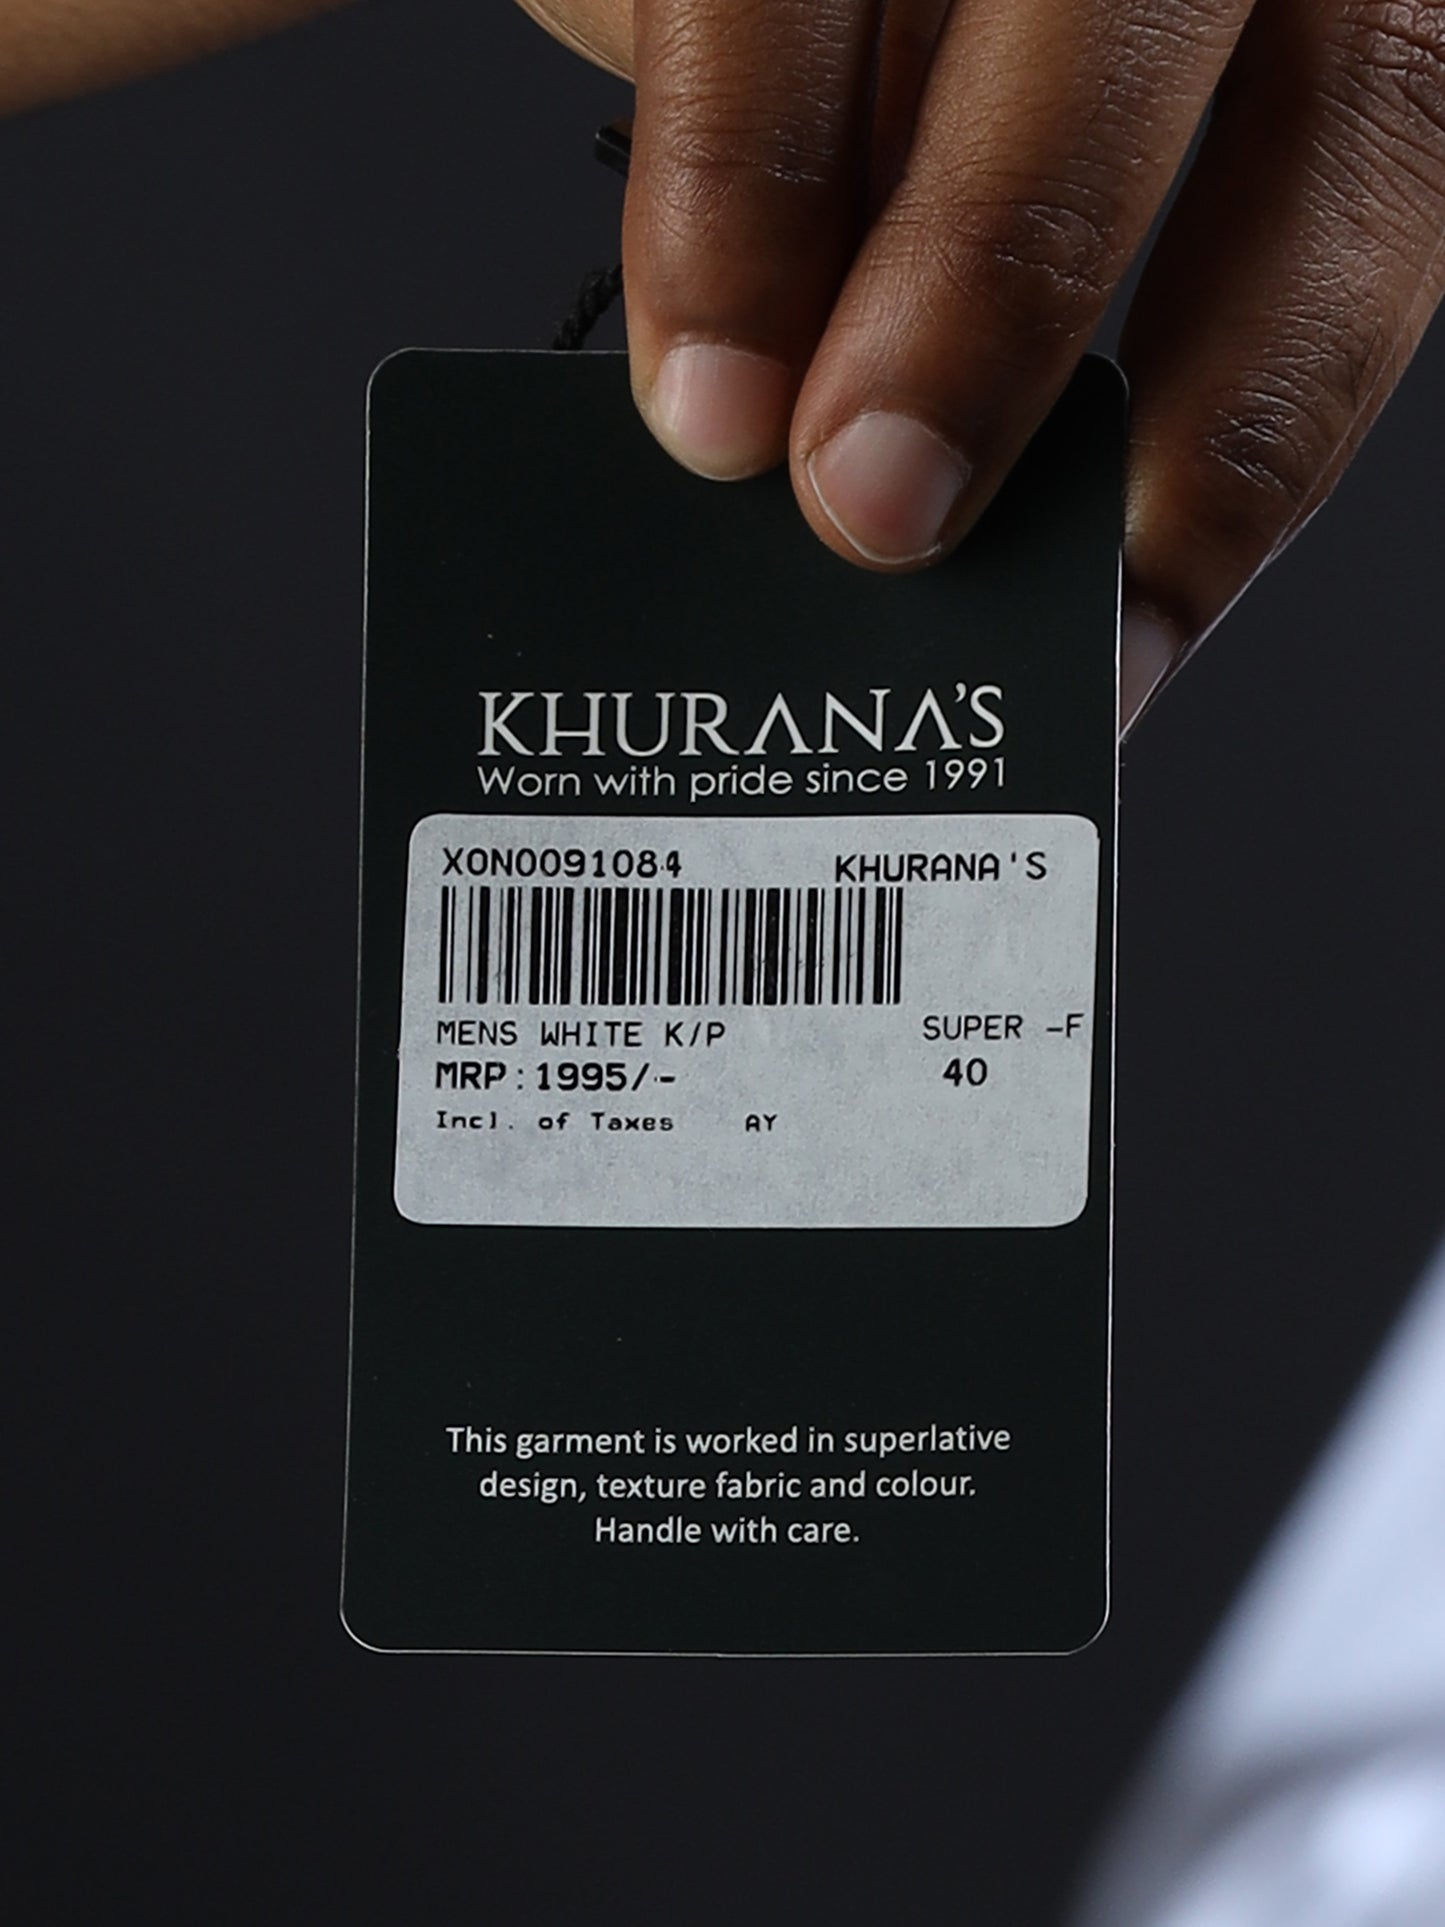 KHURANA'S
Worn with pride since 1991
XON0091084 KHURANA'S
MENS WHITE K/P SUPER -F
MRP:1995/- 40
Incl. of Taxes AY
This garment is worked in superlative
design, texture fabric and colour.
Handle with care.